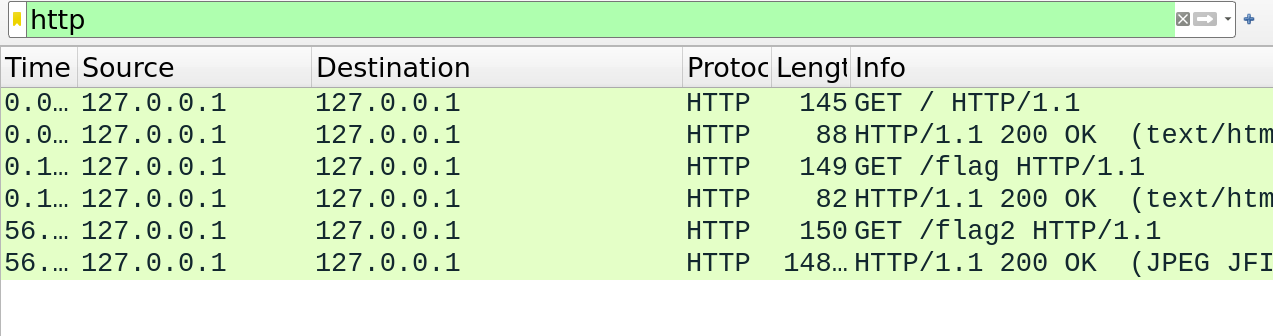 http
Time Source Destination Protoc Lengt Info
0.0… 127.0.0.1 127.0.0.1 HTTP 145 GET / HTTP/1.1
0.0… 127.0.0.1 127.0.0.1 HTTP 88 HTTP/1.1 200 OK (text/htm
0.1… 127.0.0.1 127.0.0.1 HTTP 149 GET /flag HTTP/1.1
0.1… 127.0.0.1 127.0.0.1 HTTP 82 HTTP/1.1 200 OK (text/htm
56.… 127.0.0.1 127.0.0.1 HTTP 150 GET /flag2 HTTP/1.1
56.… 127.0.0.1 127.0.0.1 HTTP 148… HTTP/1.1 200 OK (JPEG JFI